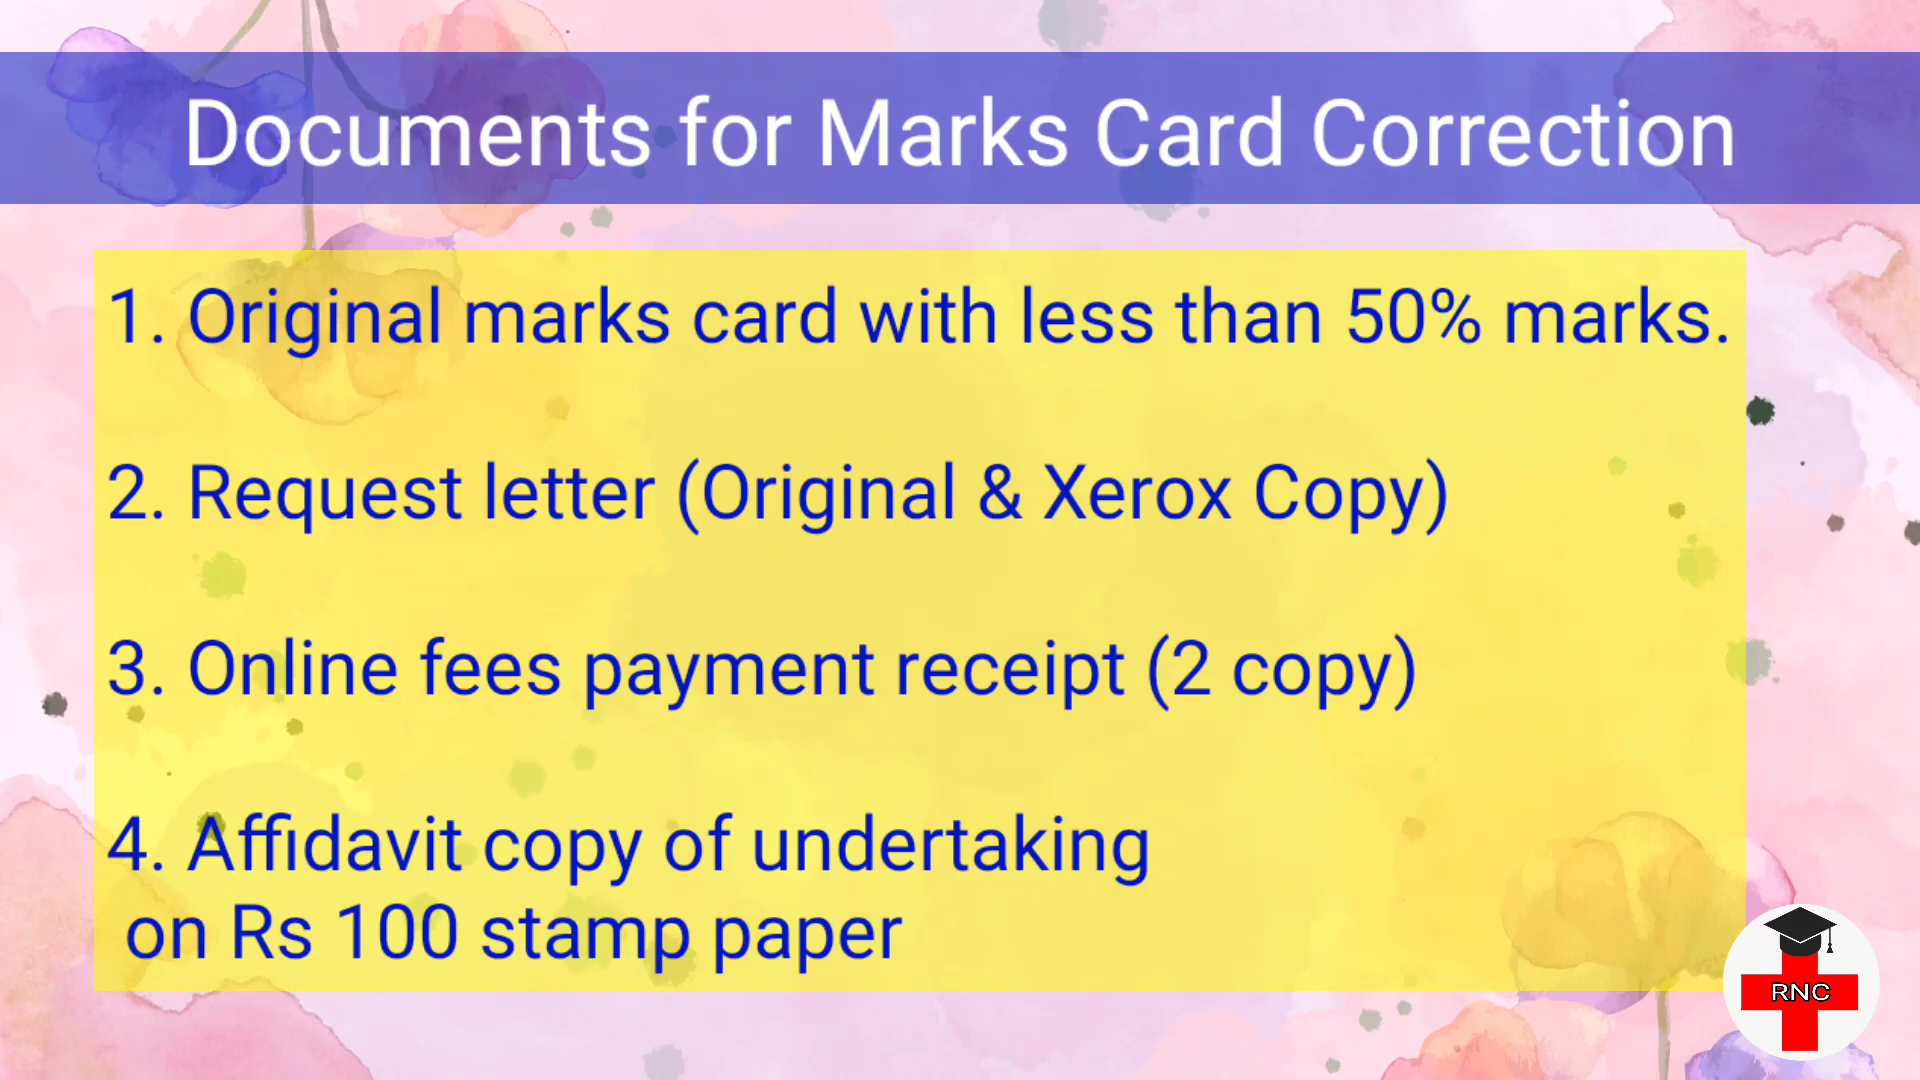 Documents for Marks Card Correction
1. Original marks card with less than 50% marks.
2. Request letter (Original & Xerox Copy)
3. Online fees payment receipt (2 copy)
4. Affidavit copy of undertaking
on Rs 100 stamp paper
RNC